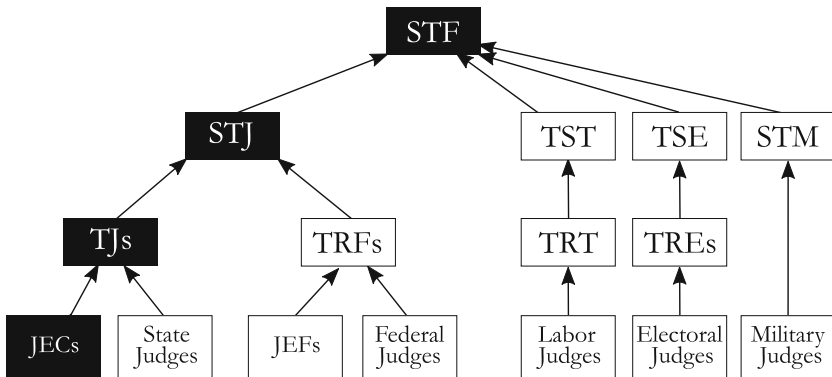 STF
STJ
TST
TSE
STM
TJs
TRFs
TRT
TREs
JECs
State
Judges
JEFs
Federal
Judges
Labor
Judges
Electoral
Judges
Military
Judges